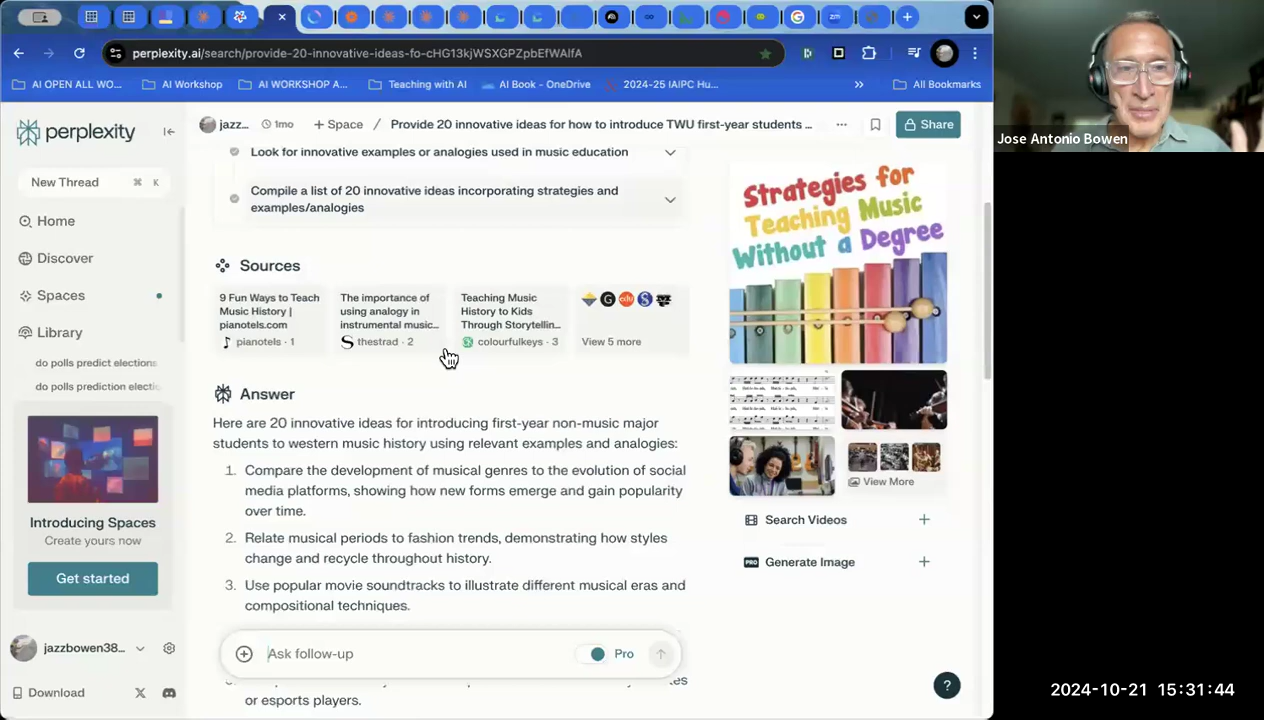 perplexity.ai/search/provide-20-innovative-ideas-fo-cHG13kjWSXGPZpbEfWAlfA
AI OPEN ALL WO...
AI Workshop
AI WORKSHOP A...
Teaching with AI
AI Book - OneDrive
2024-25 IAIPC Hu...
»
All Bookmarks
perplexity
jazz...
1mo
+ Space / Provide 20 innovative ideas for how to introduce TWU first-year students ...
Share
Jose Antonio Bowen
New Thread ⌘ K
Home
Discover
Spaces
Library
do polls predict elections
do polls prediction electi
Introducing Spaces
Create yours now
Get started
jazzbowen38...
Download
Look for innovative examples or analogies used in music education
Compile a list of 20 innovative ideas incorporating strategies and
examples/analogies
Sources
9 Fun Ways to Teach
Music History |
pianotels.com
pianotels · 1
The importance of
using analogy in
instrumental music...
thestrad · 2
Teaching Music
History to Kids
Through Storytellin...
colourfulkeys · 3
View 5 more
Answer
Here are 20 innovative ideas for introducing first-year non-music major
students to western music history using relevant examples and analogies:
1. Compare the development of musical genres to the evolution of social
media platforms, showing how new forms emerge and gain popularity
over time.
2. Relate musical periods to fashion trends, demonstrating how styles
change and recycle throughout history.
3. Use popular movie soundtracks to illustrate different musical eras and
compositional techniques.
Ask follow-up
Pro
or esports players.
Strategies for
Teaching Music
Without a Degree
View More
Search Videos +
PRO Generate Image +
?
2024-10-21 15:31:44